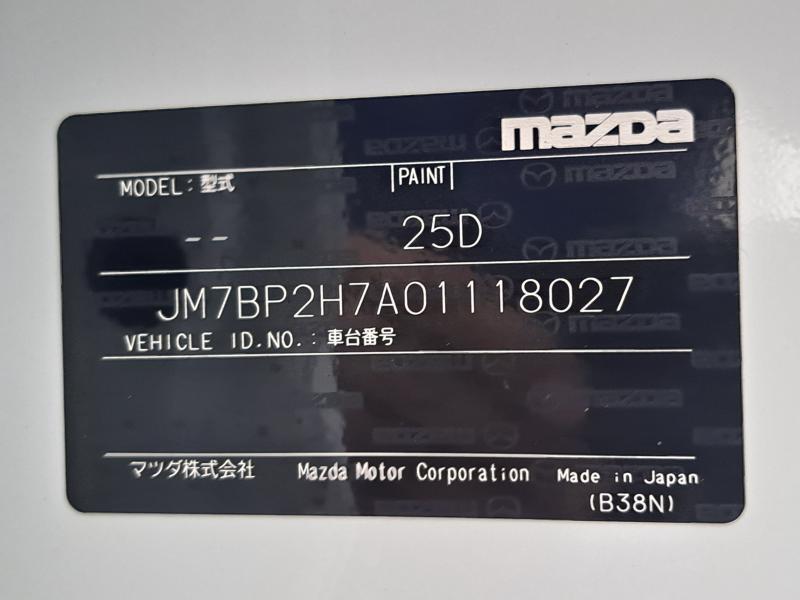 mazda
MODEL: 型式
PAINT
-- 25D
JM7BP2H7A01118027
VEHICLE ID.NO.: 車台番号
マツダ株式会社 Mazda Motor Corporation Made in Japan
(B38N)